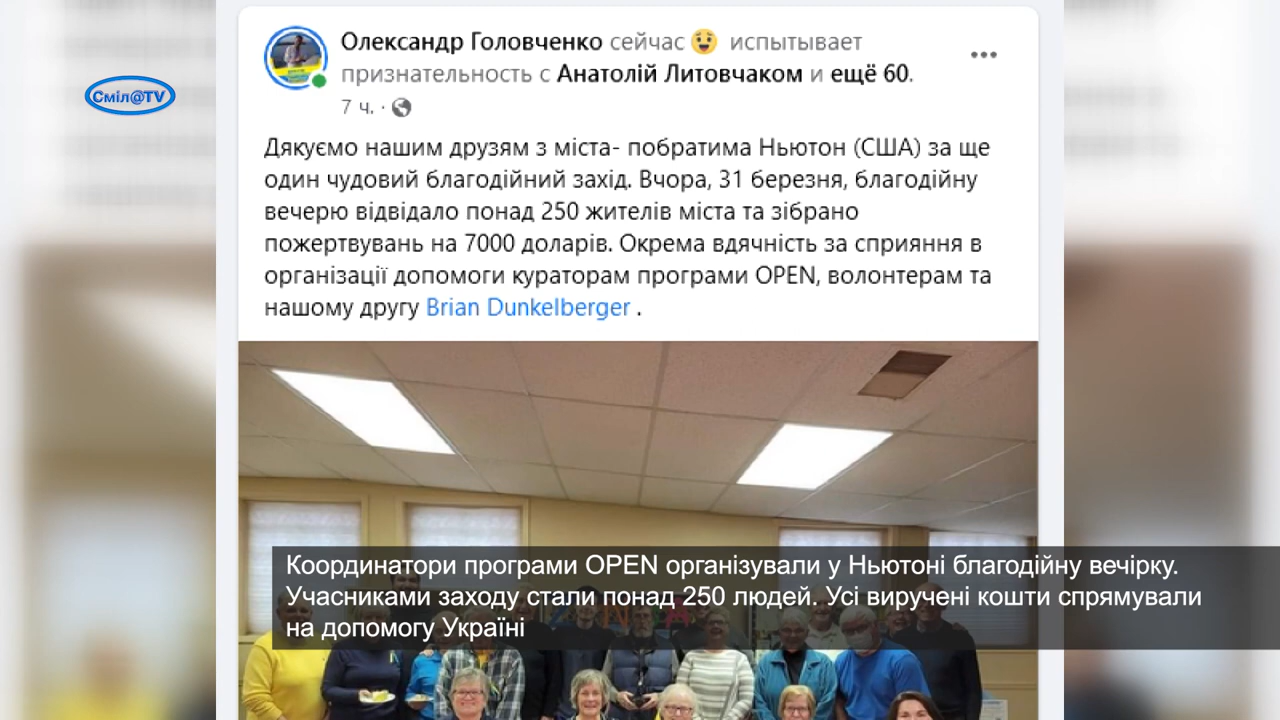 Сміл@TV
Олександр Головченко сейчас испытывает
признательность с Анатолій Литовчаком и ещё 60.
7 ч. ·
Дякуємо нашим друзям з міста- побратима Ньютон (США) за ще
один чудовий благодійний захід. Вчора, 31 березня, благодійну
вечерю відвідало понад 250 жителів міста та зібрано
пожертвувань на 7000 доларів. Окрема вдячність за сприяння в
організації допомоги кураторам програми OPEN, волонтерам та
нашому другу Brian Dunkelberger .
Координатори програми OPEN організували у Ньютоні благодійну вечірку.
Учасниками заходу стали понад 250 людей. Усі виручені кошти спрямували
на допомогу Україні